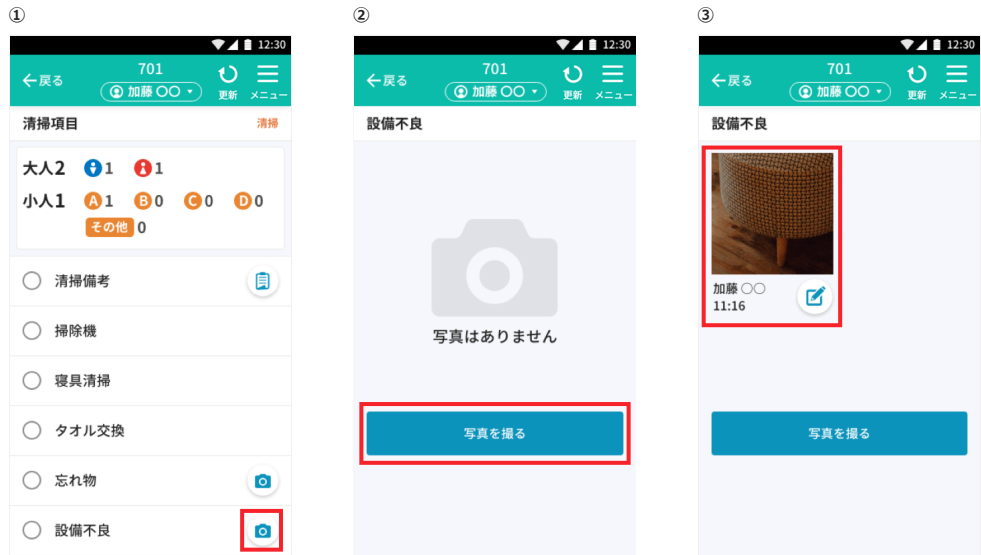 ①
12:30
戻る
701
加藤 〇〇
更新
メニュー
清掃項目
清掃
大人2
1
1
小人1
A 1
B 0
C 0
D 0
その他 0
清掃備考
掃除機
寝具清掃
タオル交換
忘れ物
設備不良
②
12:30
戻る
701
加藤 〇〇
更新
メニュー
設備不良
写真はありません
写真を撮る
③
12:30
戻る
701
加藤 〇〇
更新
メニュー
設備不良
加藤 〇〇
11:16
写真を撮る